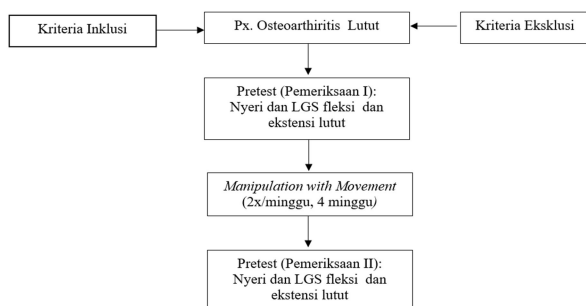 Kriteria Inklusi
Px. Osteoarthiritis Lutut
Kriteria Eksklusi
Pretest (Pemeriksaan I):
Nyeri dan LGS fleksi dan
ekstensi lutut
Manipulation with Movement
(2x/minggu, 4 minggu)
Pretest (Pemeriksaan II):
Nyeri dan LGS fleksi dan
ekstensi lutut